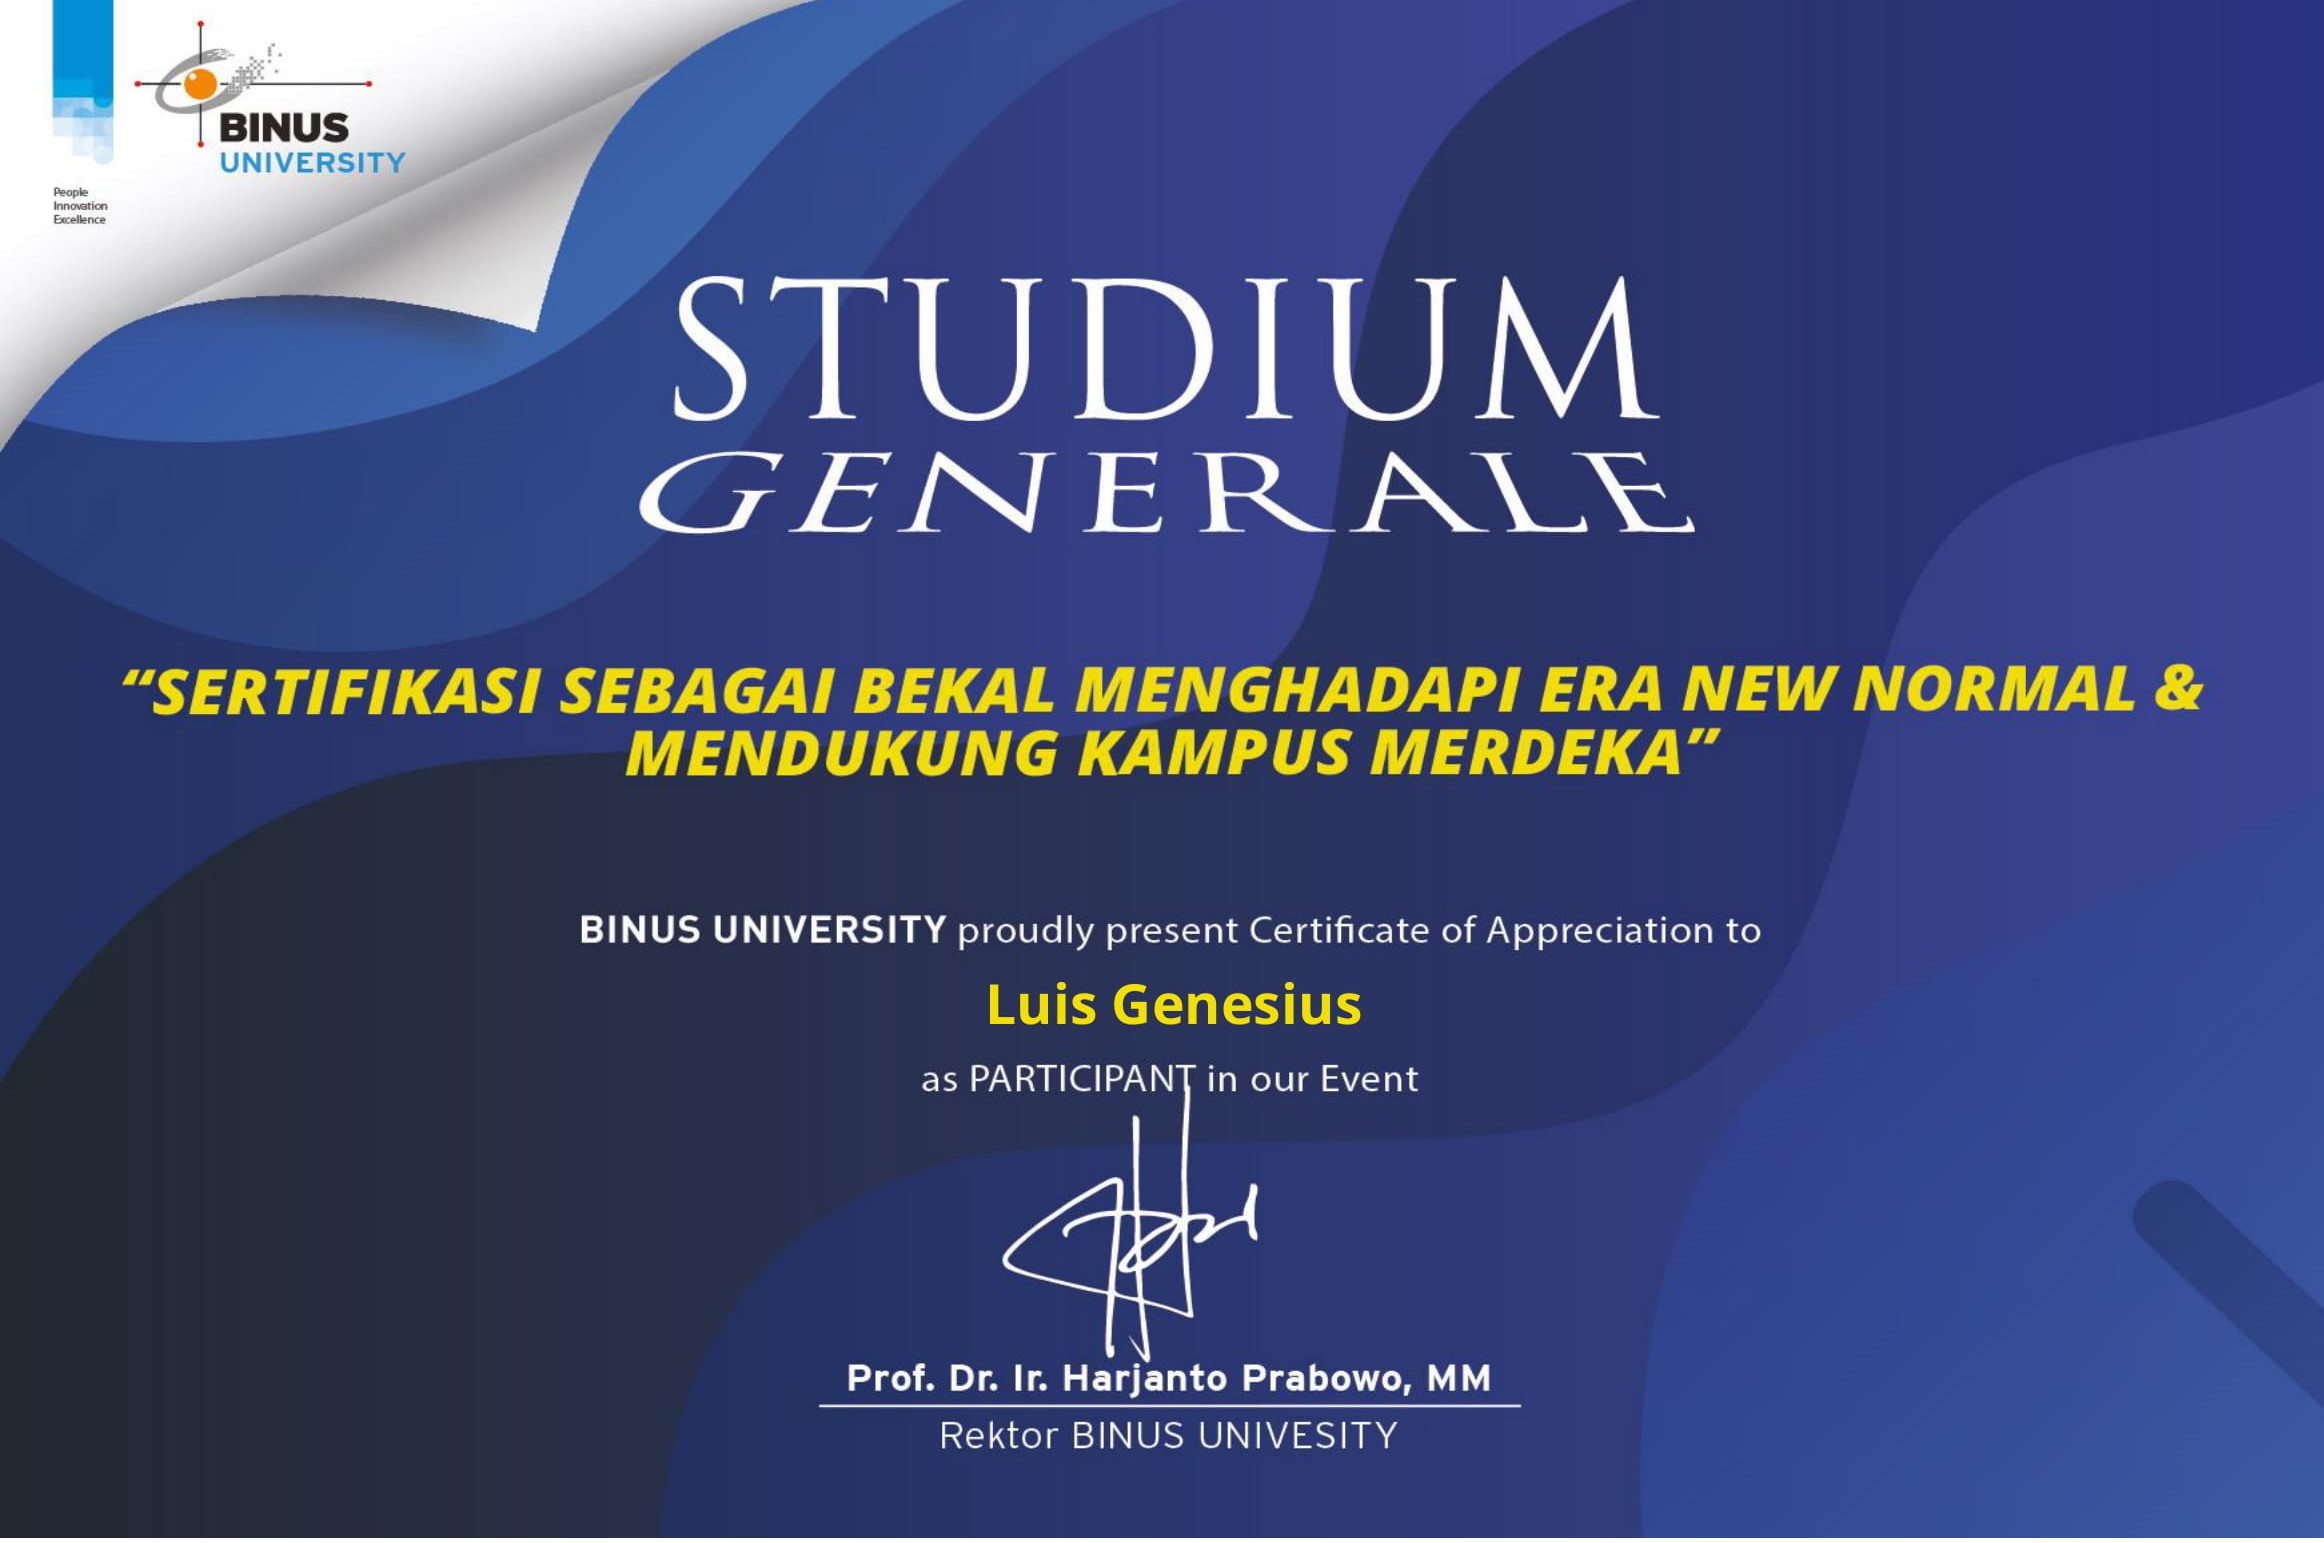 BINUS
UNIVERSITY
People
Innovation
Excellence
STUDIUM
GENERALE
“SERTIFIKASI SEBAGAI BEKAL MENGHADAPI ERA NEW NORMAL &
MENDUKUNG KAMPUS MERDEKA”
BINUS UNIVERSITY proudly present Certificate of Appreciation to
Luis Genesius
as PARTICIPANT in our Event
Prof. Dr. Ir. Harjanto Prabowo, MM
Rektor BINUS UNIVESITY